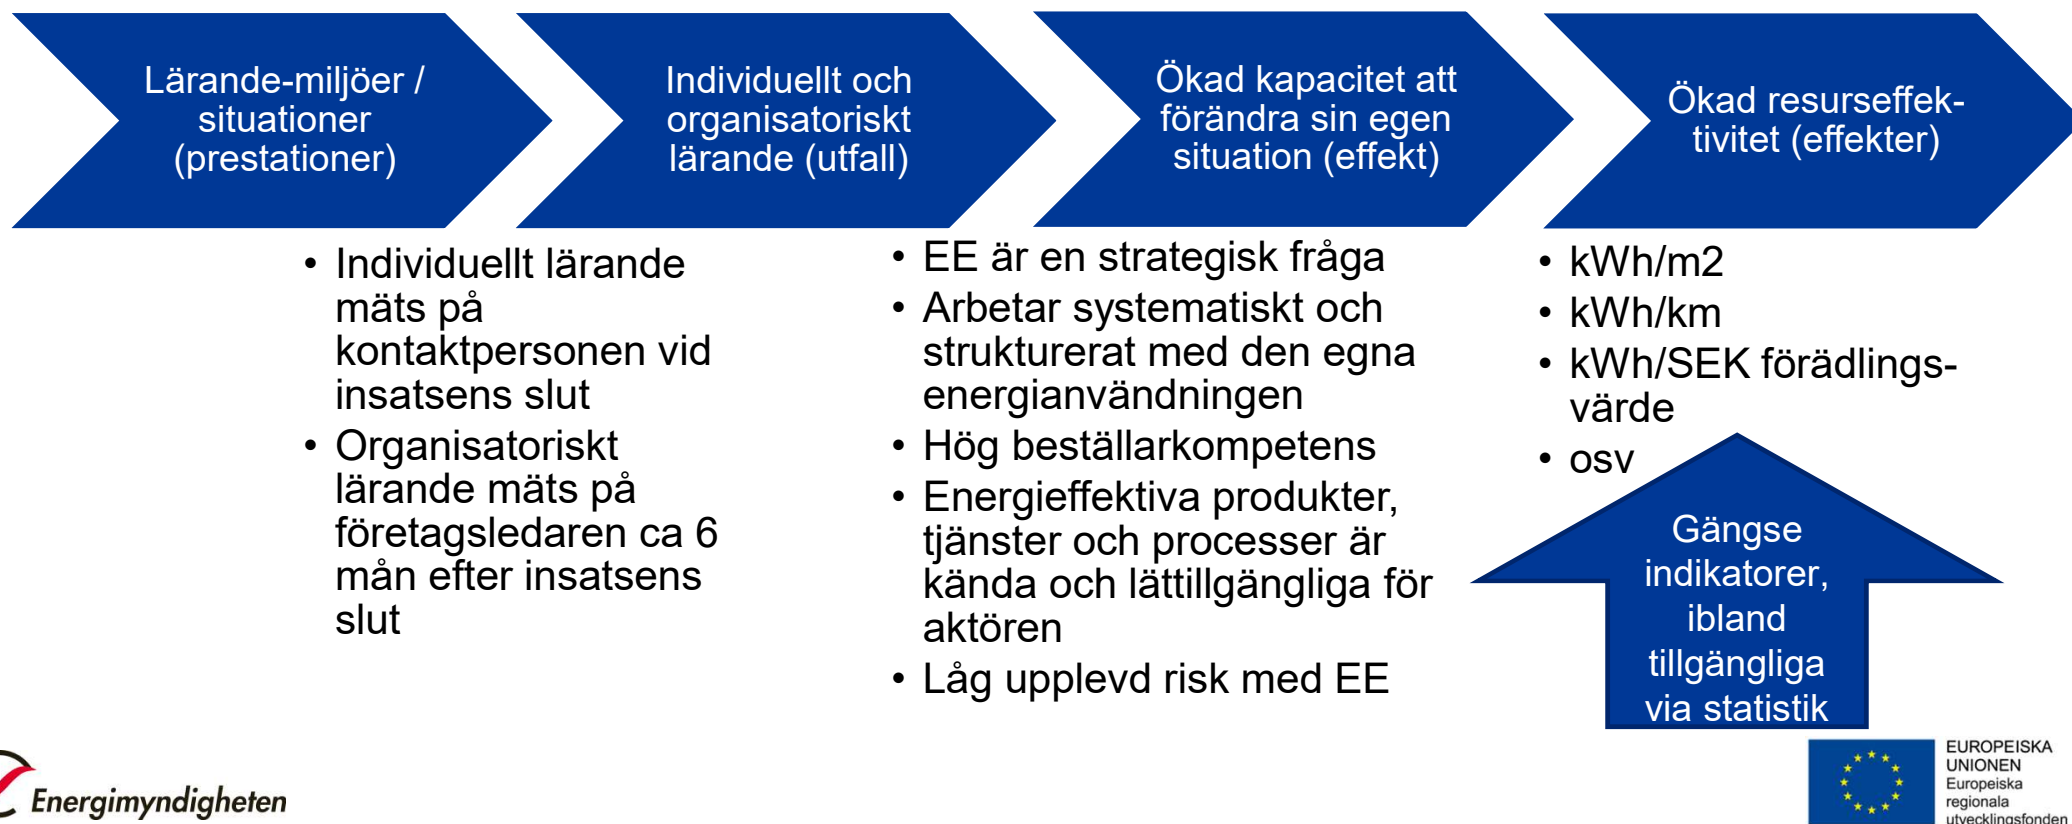 Lärande-miljöer /
situationer
(prestationer)
Individuellt och
organisatoriskt
lärande (utfall)
Ökad kapacitet att
förändra sin egen
situation (effekt)
Ökad resurseffek-
tivitet (effekter)
• Individuellt lärande
mäts på
kontaktpersonen vid
insatsens slut
• Organisatoriskt
lärande mäts på
företagsledaren ca 6
mån efter insatsens
slut
• EE är en strategisk fråga
• Arbetar systematiskt och
strukturerat med den egna
energianvändningen
• Hög beställarkompetens
• Energieffektiva produkter,
tjänster och processer är
kända och lättillgängliga för
aktören
• Låg upplevd risk med EE
• kWh/m2
• kWh/km
• kWh/SEK förädlings-
värde
• osv
Gängse
indikatorer,
ibland
tillgängliga
via statistik
Energimyndigheten
EUROPEISKA
UNIONEN
Europeiska
regionala
utvecklingsfonden